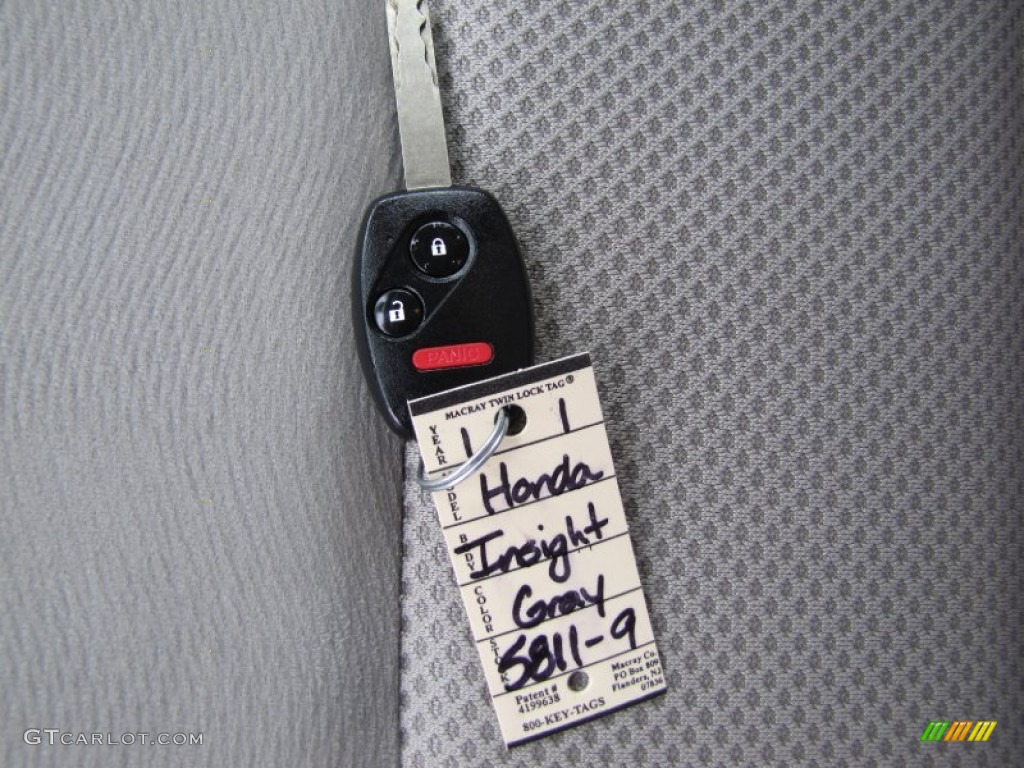 PANIC
MACRAY TWIN LOCK TAG®
YEAR 1 1
MODEL Honda
BODY Insight
COLOR Gray
STOCK 5811-9
Patent #
4199638
Macray Co.
PO Box 809
Flanders, NJ
07836
800-KEY-TAGS
GTCARLOT.COM